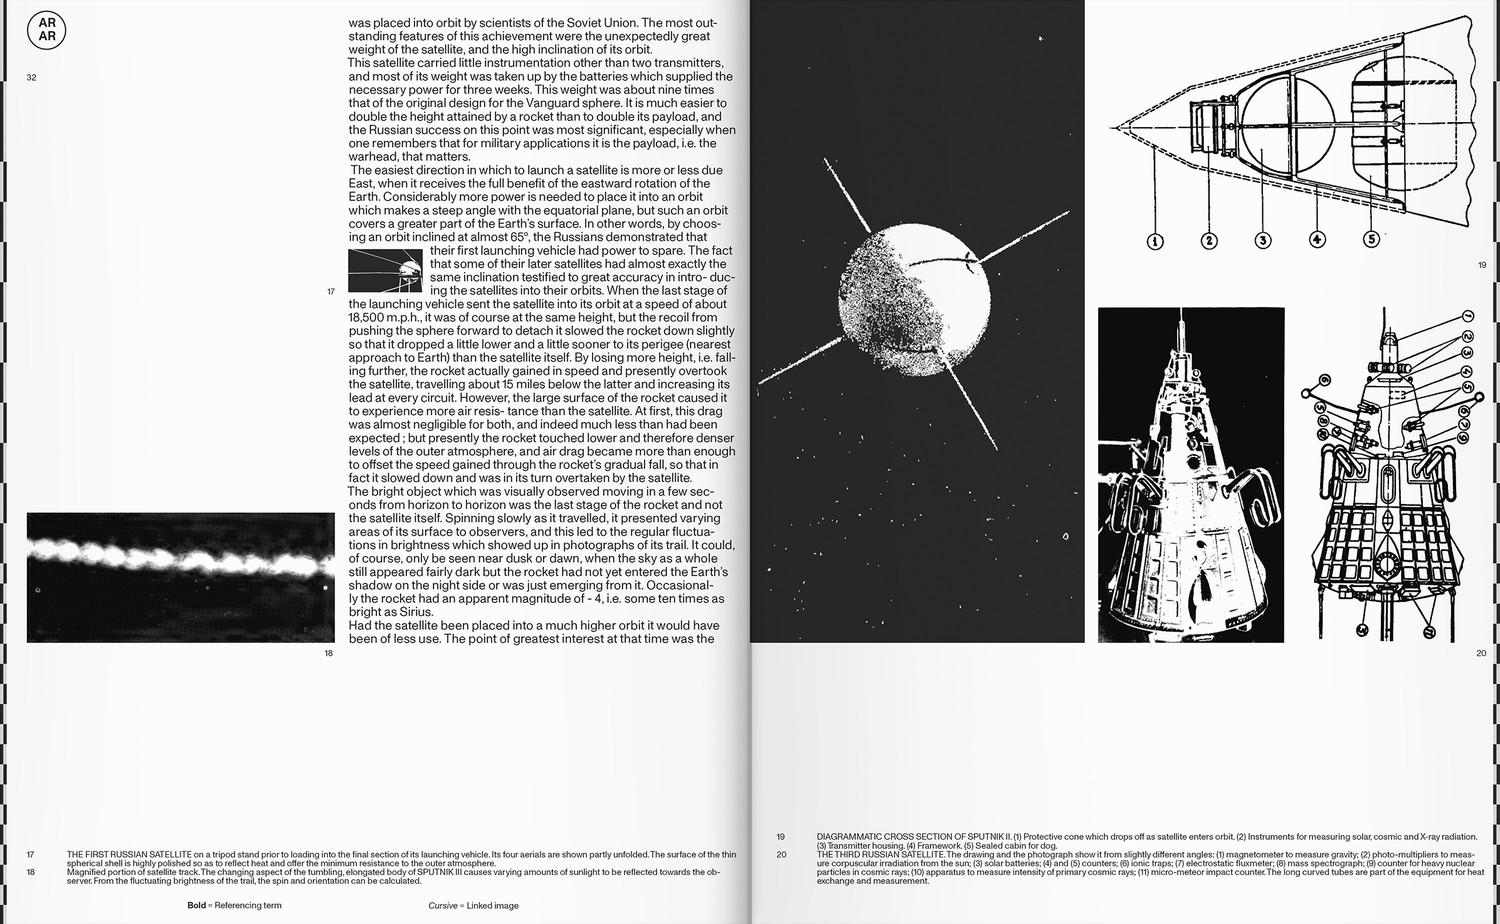 AR
AR
32
was placed into orbit by scientists of the Soviet Union. The most out-
standing features of this achievement were the unexpectedly great
weight of the satellite, and the high inclination of its orbit.
This satellite carried little instrumentation other than two transmitters,
and most of its weight was taken up by the batteries which supplied the
necessary power for three weeks. This weight was about nine times
that of the original design for the Vanguard sphere. It is much easier to
double the height attained by a rocket than to double its payload, and
the Russian success on this point was most significant, especially when
one remembers that for military applications it is the payload, i.e. the
warhead, that matters.
The easiest direction in which to launch a satellite is more or less due
East, when it receives the full benefit of the eastward rotation of the
Earth. Considerably more power is needed to place it into an orbit
which makes a steep angle with the equatorial plane, but such an orbit
covers a greater part of the Earth's surface. In other words, by choos-
ing an orbit inclined at almost 65°, the Russians demonstrated that
their first launching vehicle had power to spare. The fact
that some of their later satellites had almost exactly the
same inclination testified to great accuracy in intro- duc-
ing the satellites into their orbits. When the last stage of
17
the launching vehicle sent the satellite into its orbit at a speed of about
18,500 m.p.h., it was of course at the same height, but the recoil from
pushing the sphere forward to detach it slowed the rocket down slightly
so that it dropped a little lower and a little sooner to its perigee (nearest
approach to Earth) than the satellite itself. By losing more height, i.e. fall-
ing further, the rocket actually gained in speed and presently overtook
the satellite, travelling about 15 miles below the latter and increasing its
lead at every circuit. However, the large surface of the rocket caused it
to experience more air resis- tance than the satellite. At first, this drag
was almost negligible for both, and indeed much less than had been
expected ; but presently the rocket touched lower and therefore denser
levels of the outer atmosphere, and air drag became more than enough
to offset the speed gained through the rocket's gradual fall, so that in
fact it slowed down and was in its turn overtaken by the satellite.
The bright object which was visually observed moving in a few sec-
onds from horizon to horizon was the last stage of the rocket and not
the satellite itself. Spinning slowly as it travelled, it presented varying
areas of its surface to observers, and this led to the regular fluctua-
tions in brightness which showed up in photographs of its trail. It could,
of course, only be seen near dusk or dawn, when the sky as a whole
still appeared fairly dark but the rocket had not yet entered the Earth's
shadow on the night side or was just emerging from it. Occasional-
ly the rocket had an apparent magnitude of - 4, i.e. some ten times as
bright as Sirius.
Had the satellite been placed into a much higher orbit it would have
been of less use. The point of greatest interest at that time was the
18
17 THE FIRST RUSSIAN SATELLITE on a tripod stand prior to loading into the final section of its launching vehicle. Its four aerials are shown partly unfolded. The surface of the thin
spherical shell is highly polished so as to reflect heat and offer the minimum resistance to the outer atmosphere.
18 Magnified portion of satellite track. The changing aspect of the tumbling, elongated body of SPUTNIK III causes varying amounts of sunlight to be reflected towards the ob-
server. From the fluctuating brightness of the trail, the spin and orientation can be calculated.
Bold = Referencing term
Cursive = Linked image
1 2 3 4 5
19
1
2
3
4
5
6
6
7
9
5
8
10
3
11
20
19 DIAGRAMMATIC CROSS SECTION OF SPUTNIK II. (1) Protective cone which drops off as satellite enters orbit. (2) Instruments for measuring solar, cosmic and X-ray radiation.
(3) Transmitter housing. (4) Framework. (5) Sealed cabin for dog.
20 THE THIRD RUSSIAN SATELLITE. The drawing and the photograph show it from slightly different angles: (1) magnetometer to measure gravity; (2) photo-multipliers to meas-
ure corpuscular irradiation from the sun; (3) solar batteries; (4) and (5) counters; (6) ionic traps; (7) electrostatic fluxmeter; (8) mass spectrograph; (9) counter for heavy nuclear
particles in cosmic rays; (10) apparatus to measure intensity of primary cosmic rays; (11) micro-meteor impact counter. The long curved tubes are part of the equipment for heat
exchange and measurement.